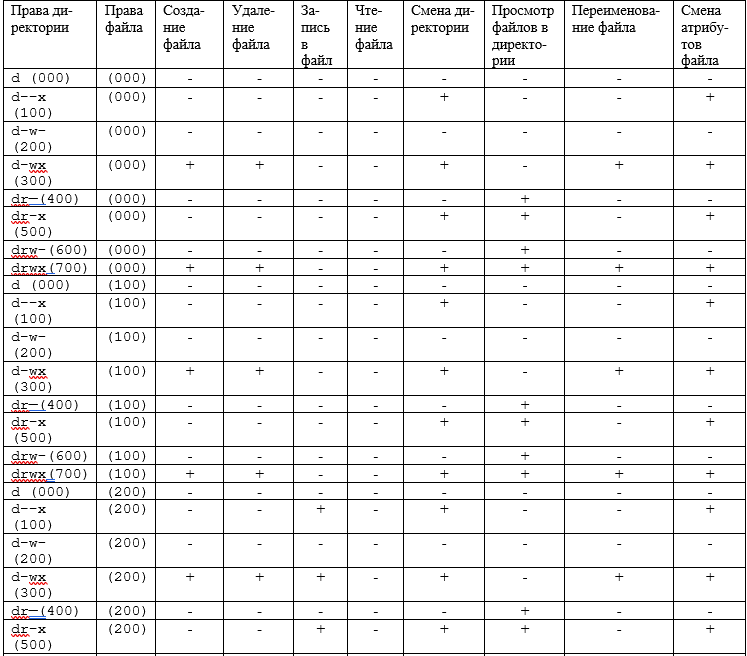 Права ди- Права Созда- Удале- За- Чте- Смена ди- Просмотр Переименова- Смена
ректории файла ние ние пись ние ректории файлов в ние файла атрибу-
файла файла в файла директо- тов
файл рии файла
d (000) (000) - - - - - - - -
d--x (000) - - - - + - - +
(100)
d-w- (000) - - - - - - - -
(200)
d-wx (000) + + - - + - + +
(300)
dr—(400) (000) - - - - - + - -
dr-x (000) - - - - + + - +
(500)
drw-(600) (000) - - - - - + - -
drwx(700) (000) + + - - + + + +
d (000) (100) - - - - - - - -
d--x (100) - - - - + - - +
(100)
d-w- (100) - - - - - - - -
(200)
d-wx (100) + + - - + - + +
(300)
dr—(400) (100) - - - - - + - -
dr-x (100) - - - - + + - +
(500)
drw-(600) (100) - - - - - + - -
drwx(700) (100) + + - - + + + +
d (000) (200) - - - - - - - -
d--x (200) - - + - + - - +
(100)
d-w- (200) - - - - - - - -
(200)
d-wx (200) + + + - + - + +
(300)
dr—(400) (200) - - - - - + - -
dr-x (200) - - + - + + - +
(500)